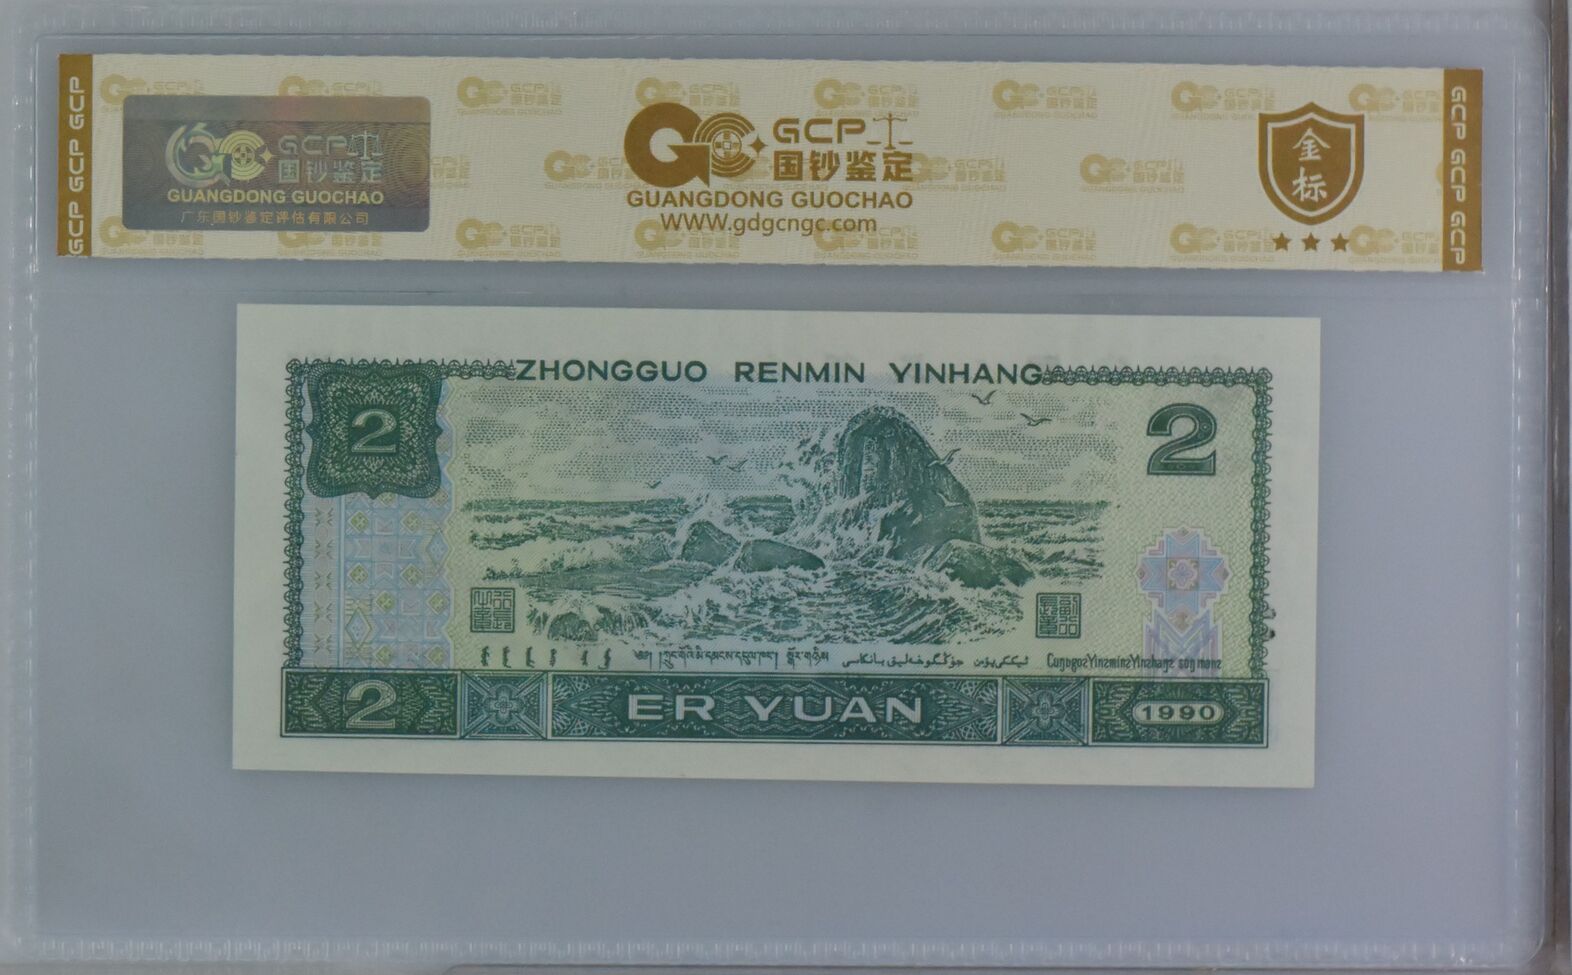 GCP GCP GCP
GCP
国钞鉴定
GUANGDONG GUOCHAO
广东国钞鉴定评估有限公司
GCP
国钞鉴定
GUANGDONG GUOCHAO
WWW.gdgcngc.com
金标
GCP GCP GCP
ZHONGGUO RENMIN YINHANG
2
2
2
ER YUAN
1990